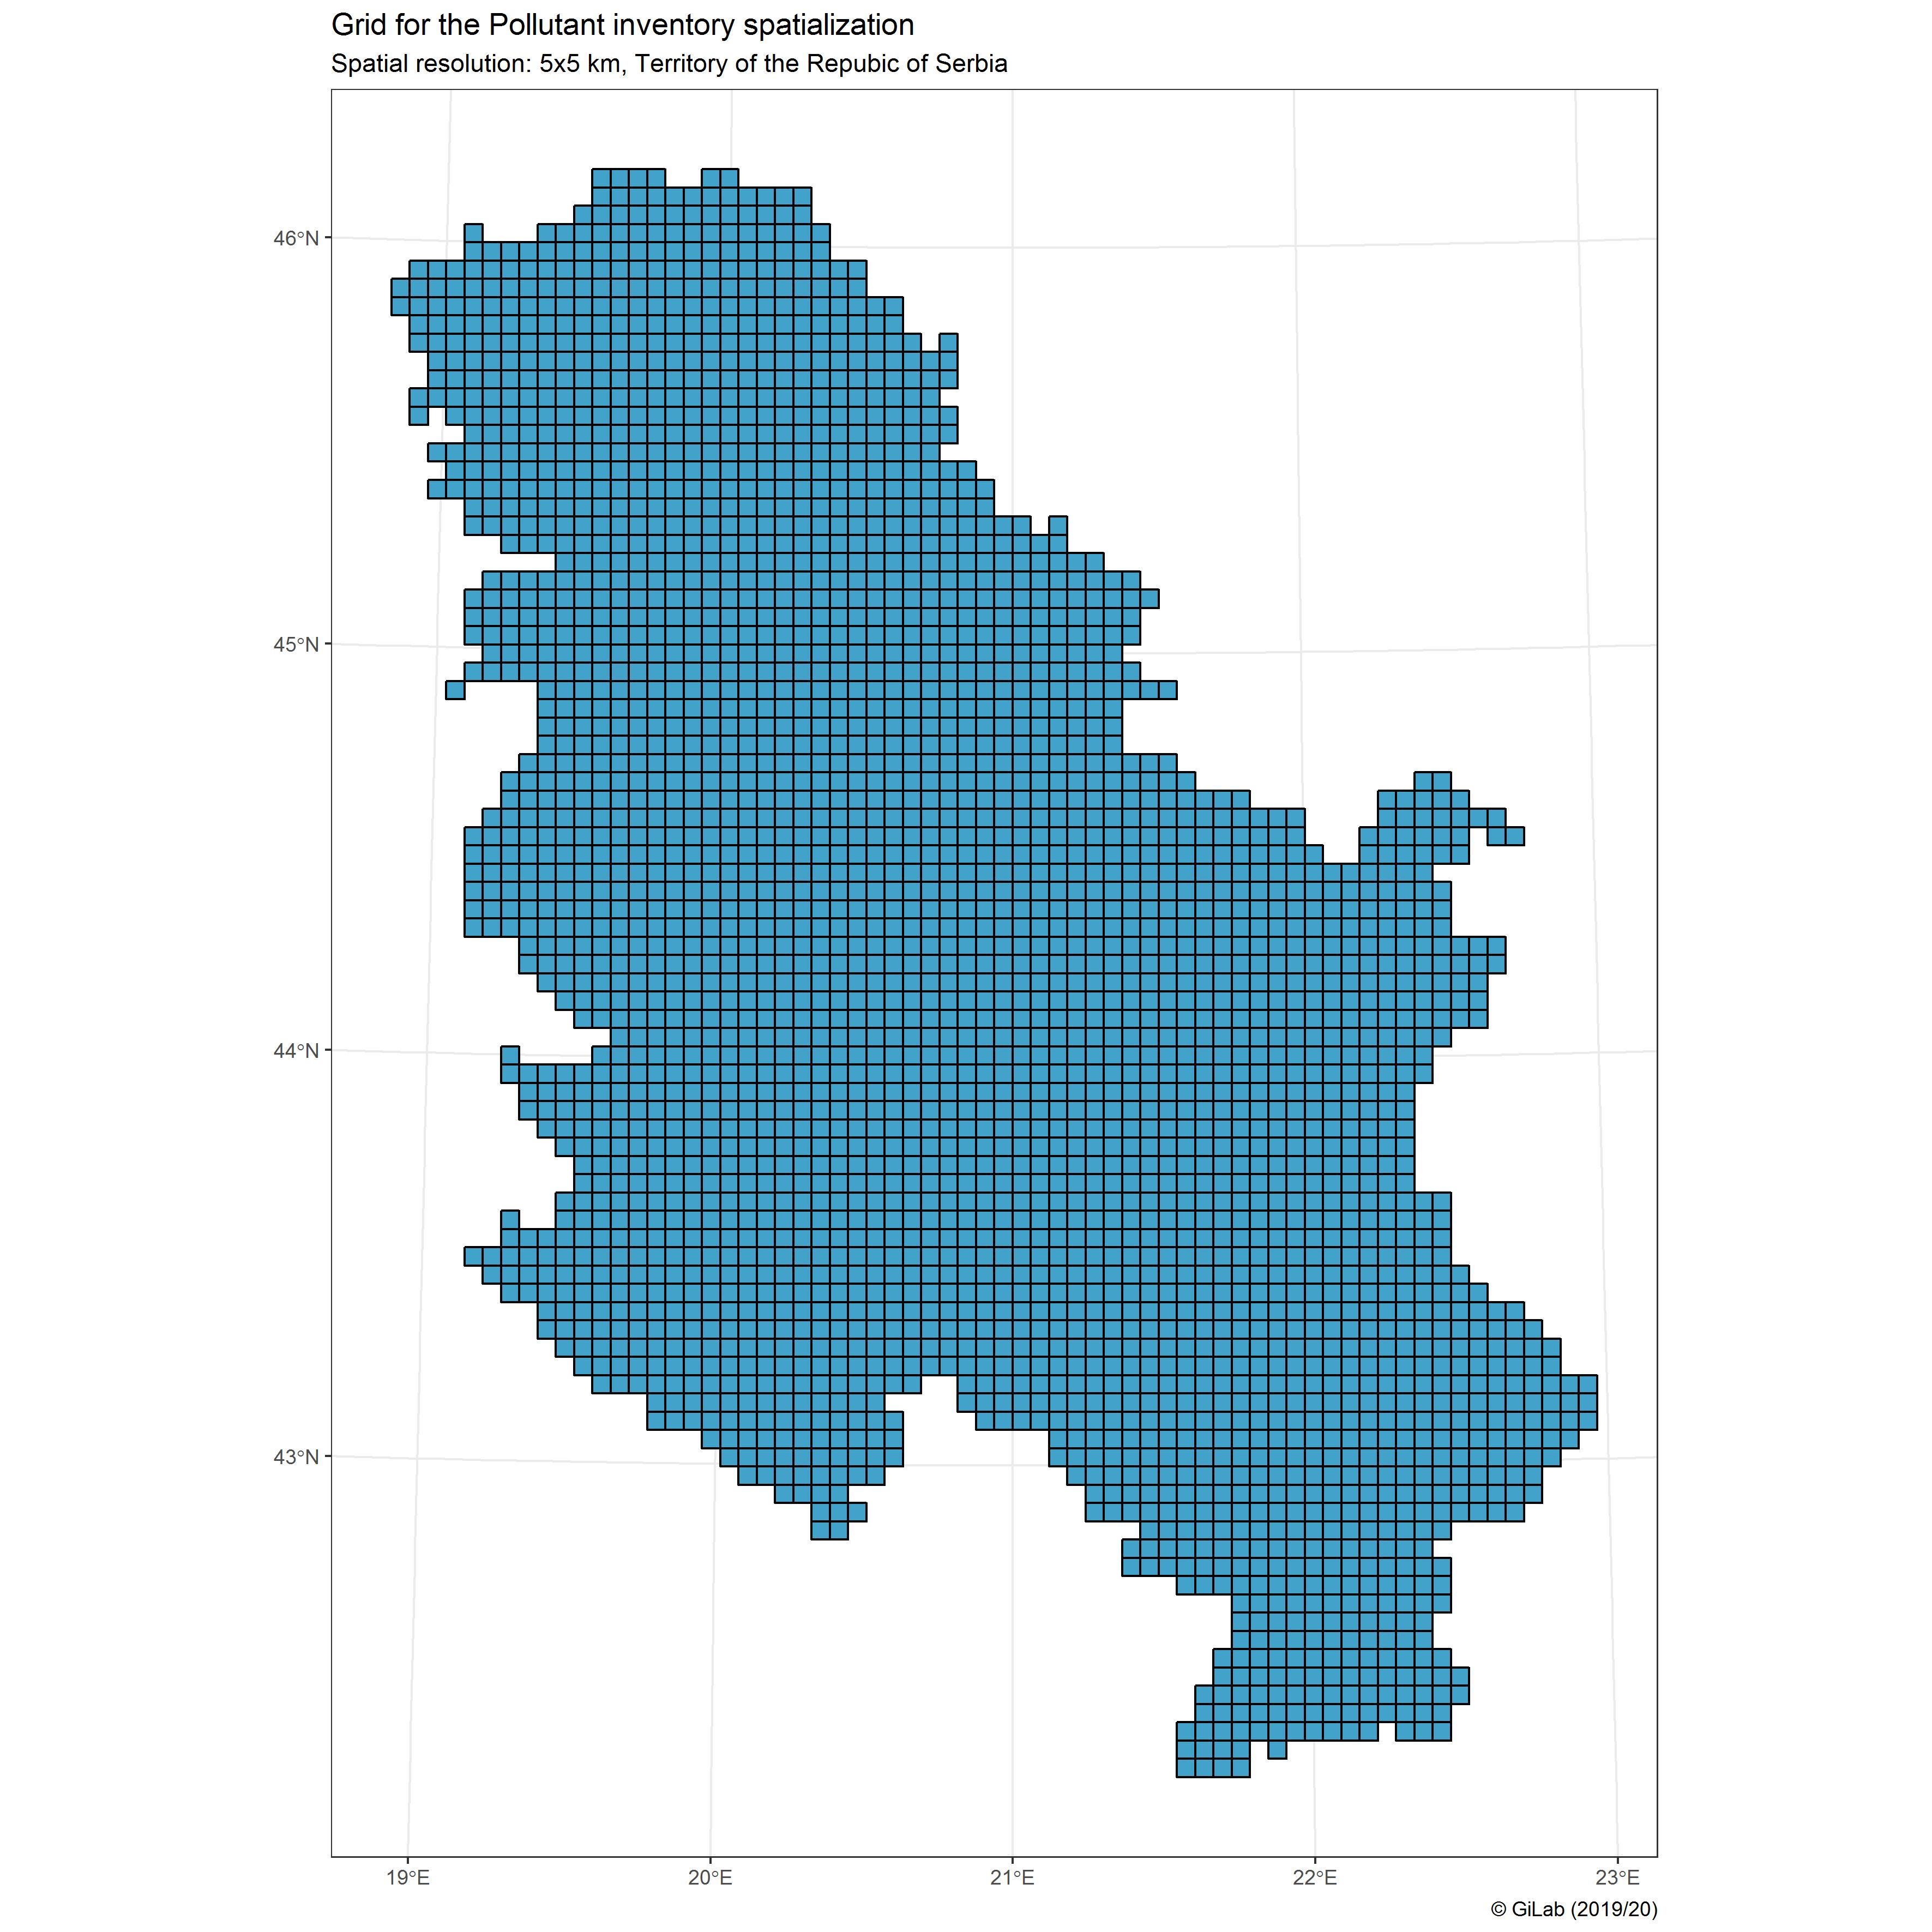 Grid for the Pollutant inventory spatialization
Spatial resolution: 5x5 km, Territory of the Repubic of Serbia
46°N
45°N
44°N
43°N
19°E
20°E
21°E
22°E
23°E
© GiLab (2019/20)